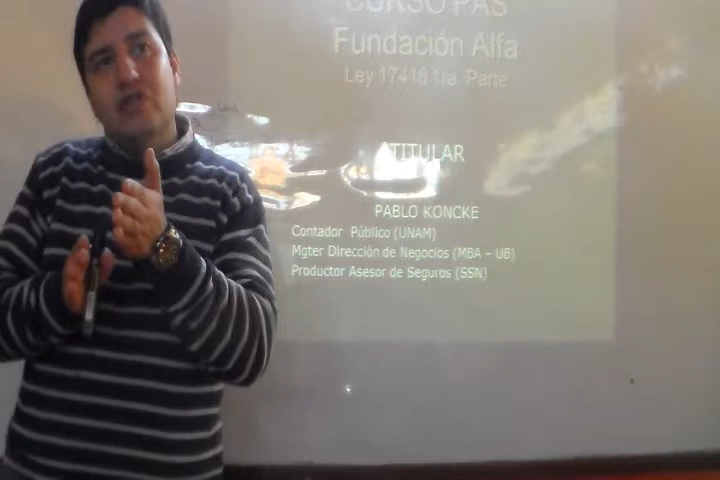 CURSO PAS
Fundación Alfa
Ley 17418 1ra. Parte
TITULAR
PABLO KONCKE
Contador Público (UNAM)
Mgter Dirección de Negocios (MBA – UB)
Productor Asesor de Seguros (SSN)